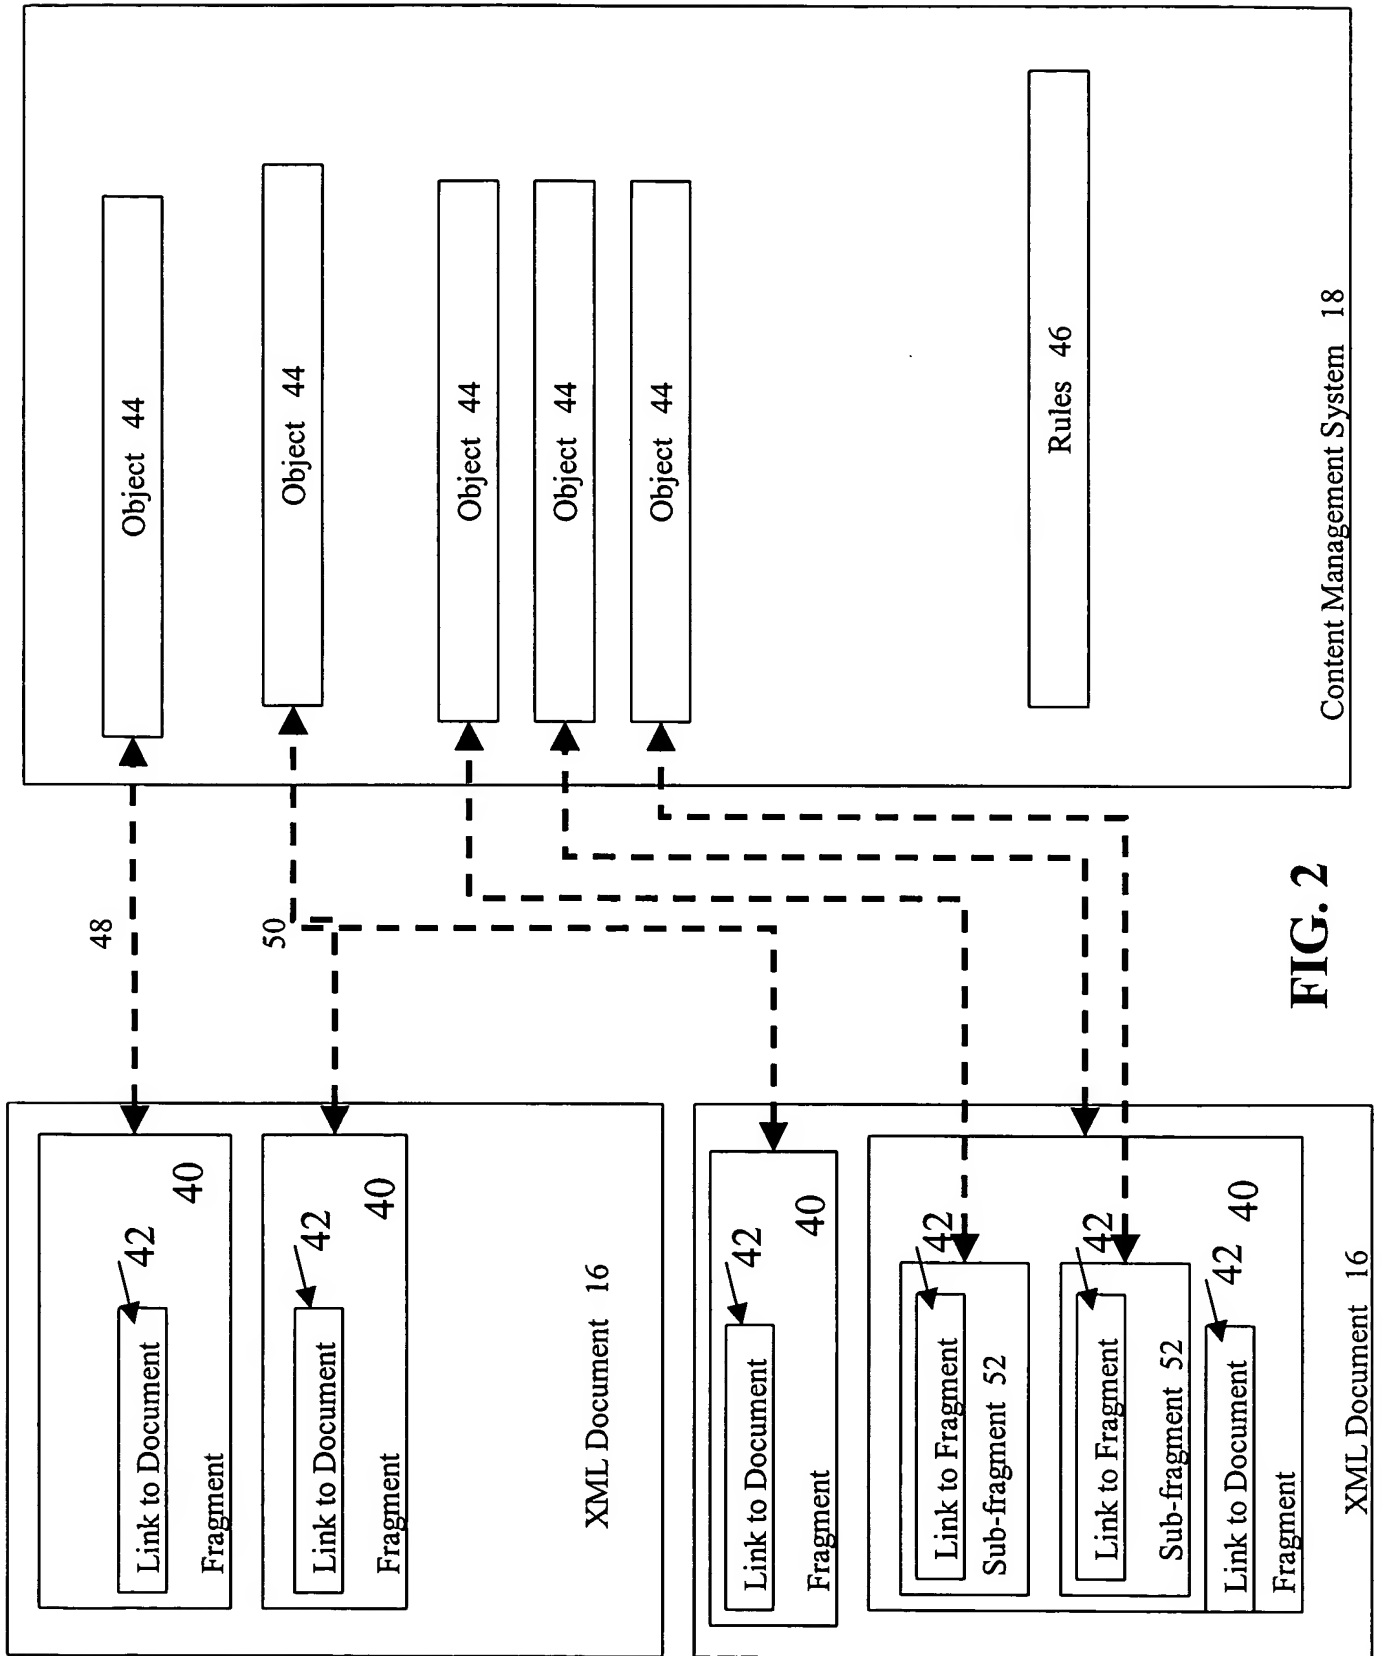 42
Link to Document
40
Fragment
42
Link to Document
40
Fragment
XML Document 16
42
Link to Document
40
Fragment
42
Link to Fragment
Sub-fragment 52
42
Link to Fragment
Sub-fragment 52
42
Link to Document
40
Fragment
XML Document 16
48
50
Object 44
Object 44
Object 44
Object 44
Object 44
Rules 46
Content Management System 18
FIG. 2